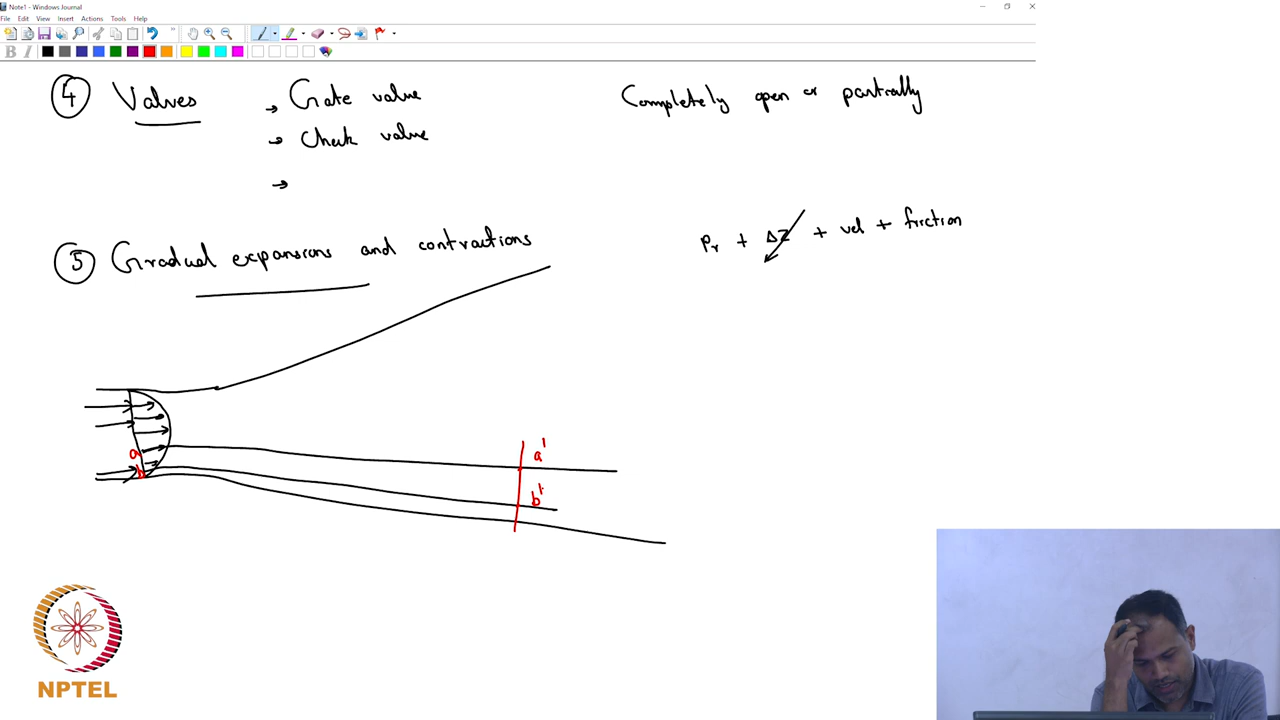 Note1 - Windows Journal
File Edit View Insert Actions Tools Help
B I
④ Valves → Gate valve Completely open or partially
→ Check valve
→
⑤ Gradual expansions and contractions Pr + ΔZ + vel + friction
a a'
b b'
NPTEL